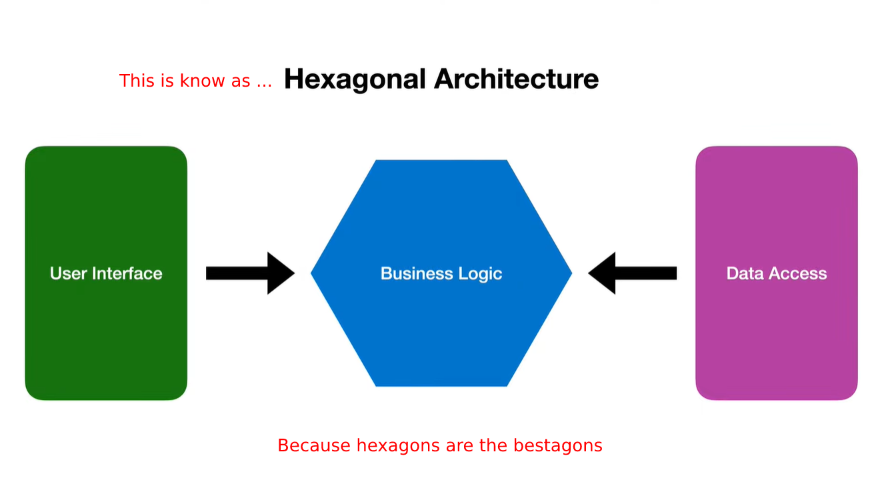 This is know as ... Hexagonal Architecture
User Interface
Business Logic
Data Access
Because hexagons are the bestagons